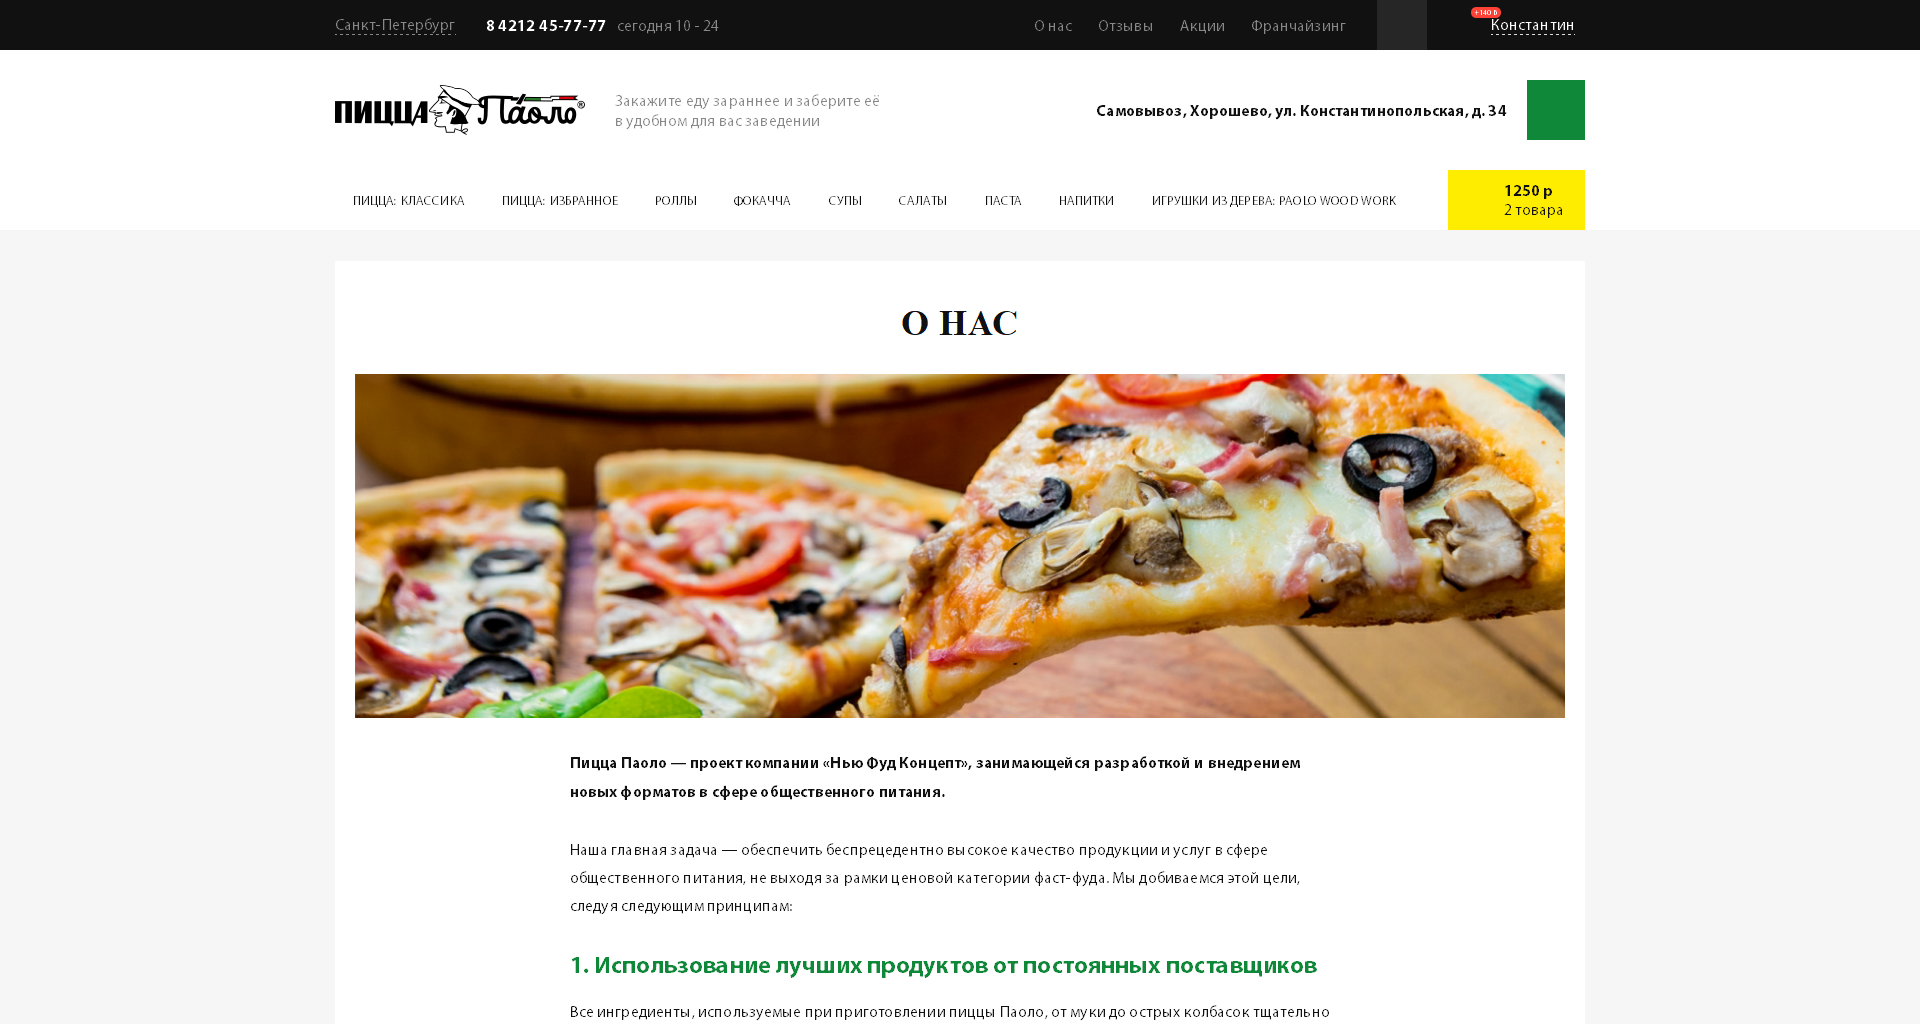 Санкт-Петербург
8 4212 45-77-77 сегодня 10 - 24
О нас Отзывы Акции Франчайзинг
+140
Константин
ПИЦЦА Па́оло ®
Закажите еду зараннее и заберите её
в удобном для вас заведении
Самовывоз, Хорошево, ул. Константинопольская, д. 34
ПИЦЦА: КЛАССИКА ПИЦЦА: ИЗБРАННОЕ РОЛЛЫ ФОКАЧЧА СУПЫ САЛАТЫ ПАСТА НАПИТКИ ИГРУШКИ ИЗ ДЕРЕВА: PAOLO WOOD WORK
1250 р
2 товара
О НАС
Пицца Паоло — проект компании «Нью Фуд Концепт», занимающейся разработкой и внедрением
новых форматов в сфере общественного питания.
Наша главная задача — обеспечить беспрецедентно высокое качество продукции и услуг в сфере
общественного питания, не выходя за рамки ценовой категории фаст-фуда. Мы добиваемся этой цели,
следуя следующим принципам:
1. Использование лучших продуктов от постоянных поставщиков
Все ингредиенты, используемые при приготовлении пиццы Паоло, от муки до острых колбасок тщательно